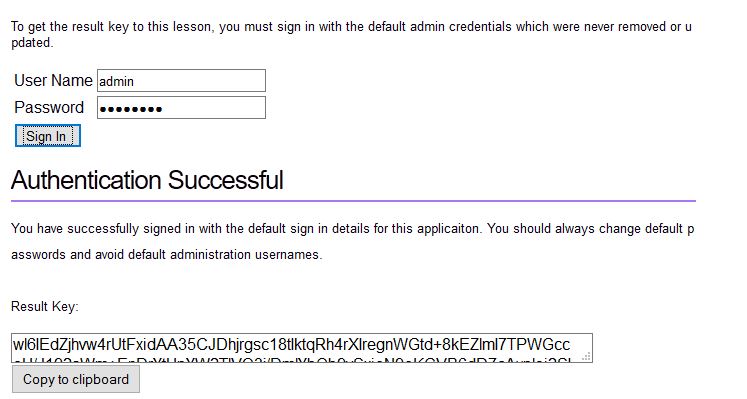 To get the result key to this lesson, you must sign in with the default admin credentials which were never removed or u
pdated.
User Name admin
Password ••••••••
Sign In
Authentication Successful
You have successfully signed in with the default sign in details for this applicaiton. You should always change default p
asswords and avoid default administration usernames.
Result Key:
wl6lEdZjhvw4rUtFxidAA35CJDhjrgsc18tlktqRh4rXlregnWGtd+8kEZlml7TPWGcc
Copy to clipboard